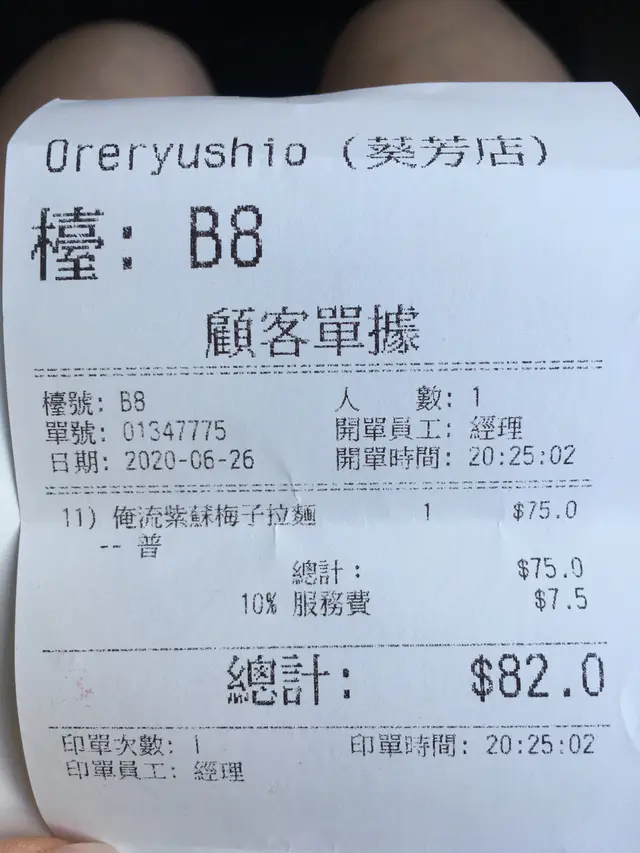 Oreryushio (葵芳店)
檯: B8
顧客單據
檯號: B8 人 數: 1
單號: 01347775 開單員工: 經理
日期: 2020-06-26 開單時間: 20:25:02
11) 俺流紫蘇梅子拉麵 1 $75.0
-- 普
總計: $75.0
10% 服務費 $7.5
總計: $82.0
印單次數: 1 印單時間: 20:25:02
印單員工: 經理